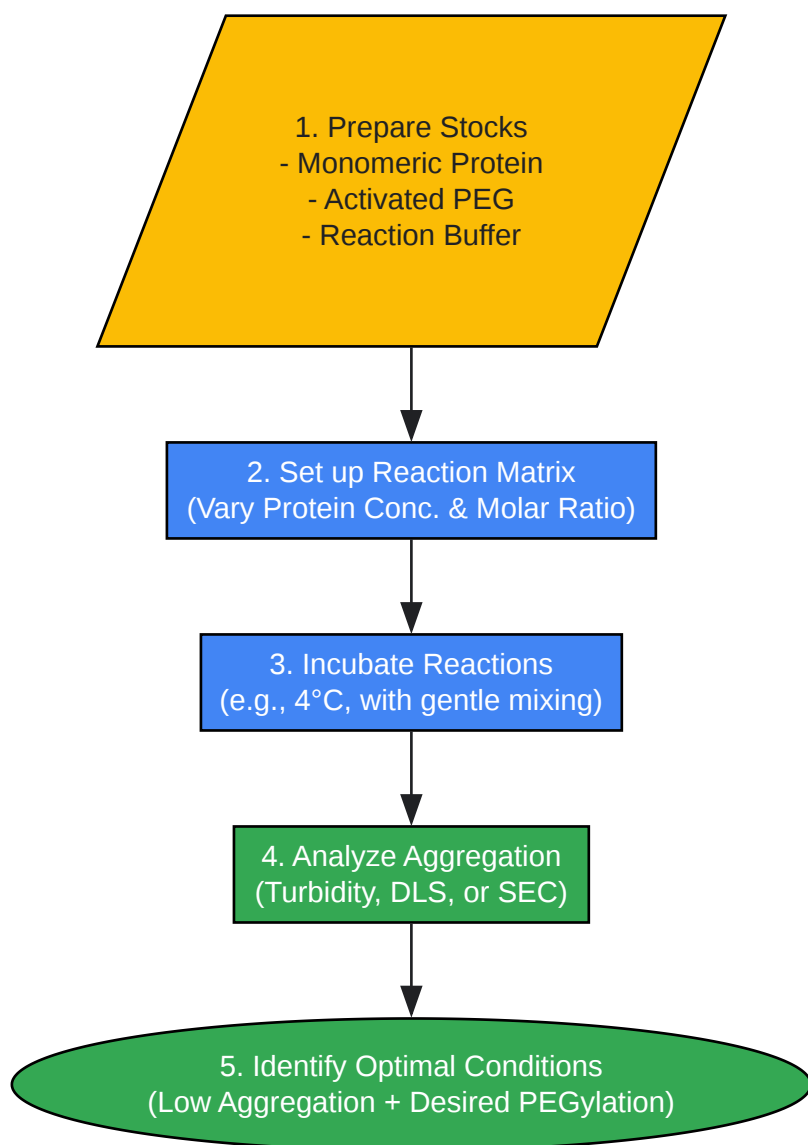 1. Prepare Stocks
- Monomeric Protein
- Activated PEG
- Reaction Buffer
2. Set up Reaction Matrix
(Vary Protein Conc. & Molar Ratio)
3. Incubate Reactions
(e.g., 4°C, with gentle mixing)
4. Analyze Aggregation
(Turbidity, DLS, or SEC)
5. Identify Optimal Conditions
(Low Aggregation + Desired PEGylation)